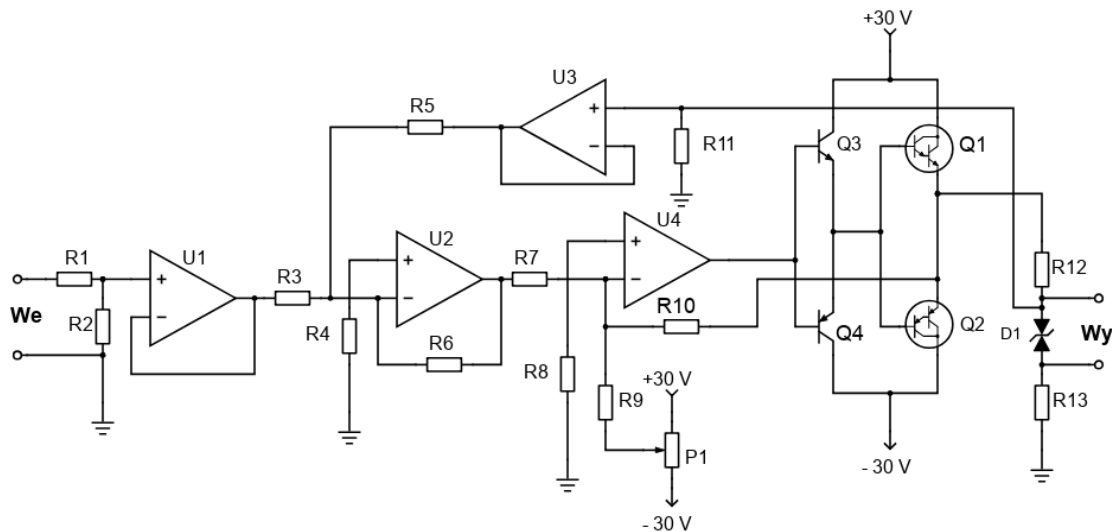 +30 V
U3
R5
+
−
R11
Q3
Q1
U4
+
−
U2
+
−
R7
R1
U1
+
−
R3
R12
We
R2
R4
R6
R10
Q4
Q2
D1
Wy
R8
+30 V
R9
R13
P1
- 30 V
- 30 V